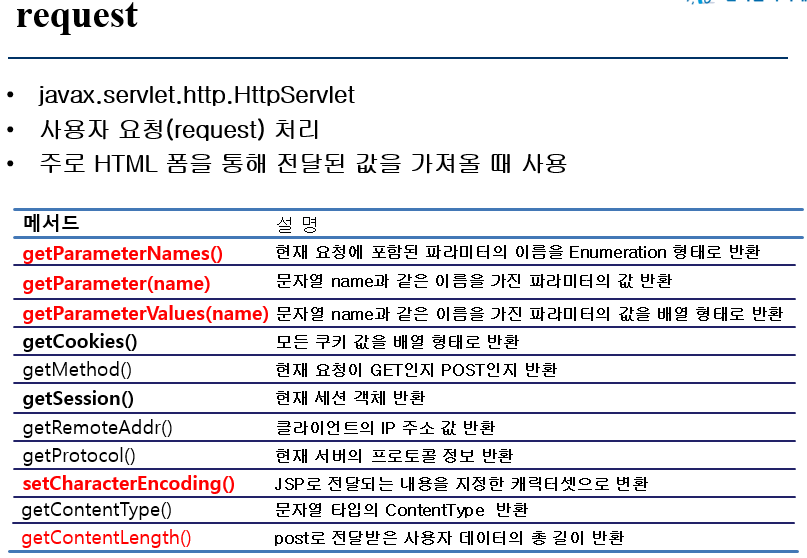 request
• javax.servlet.http.HttpServlet
• 사용자 요청(request) 처리
• 주로 HTML 폼을 통해 전달된 값을 가져올 때 사용
메서드 설 명
getParameterNames() 현재 요청에 포함된 파라미터의 이름을 Enumeration 형태로 반환
getParameter(name) 문자열 name과 같은 이름을 가진 파라미터의 값 반환
getParameterValues(name) 문자열 name과 같은 이름을 가진 파라미터의 값을 배열 형태로 반환
getCookies() 모든 쿠키 값을 배열 형태로 반환
getMethod() 현재 요청이 GET인지 POST인지 반환
getSession() 현재 세션 객체 반환
getRemoteAddr() 클라이언트의 IP 주소 값 반환
getProtocol() 현재 서버의 프로토콜 정보 반환
setCharacterEncoding() JSP로 전달되는 내용을 지정한 캐릭터셋으로 변환
getContentType() 문자열 타입의 ContentType 반환
getContentLength() post로 전달받은 사용자 데이터의 총 길이 반환